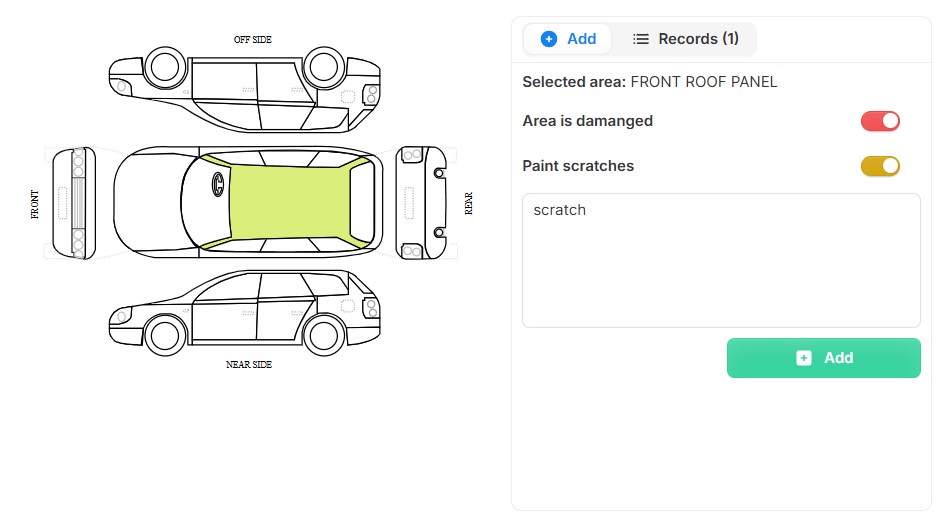 OFF SIDE
FRONT
REAR
NEAR SIDE
Add
Records (1)
Selected area: FRONT ROOF PANEL
Area is damanged
Paint scratches
scratch
Add